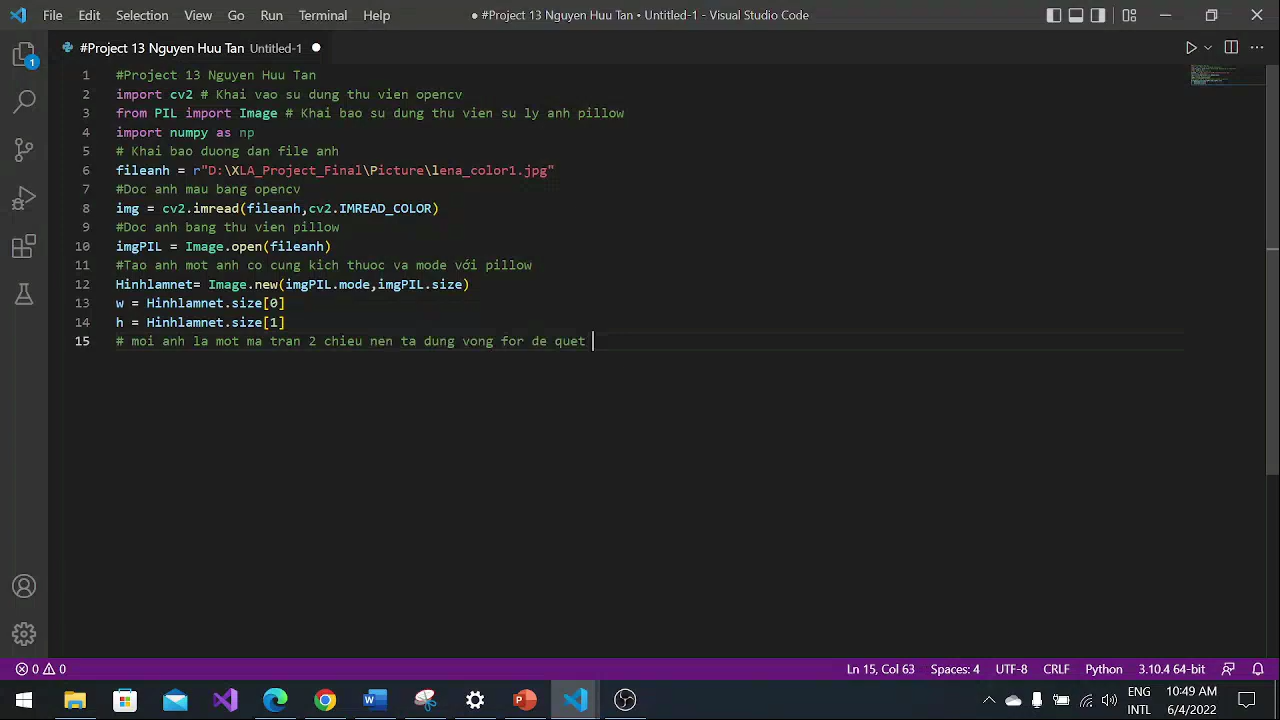 File Edit Selection View Go Run Terminal Help ● #Project 13 Nguyen Huu Tan • Untitled-1 - Visual Studio Code
1
#Project 13 Nguyen Huu Tan Untitled-1 ●
1 #Project 13 Nguyen Huu Tan
2 import cv2 # Khai vao su dung thu vien opencv
3 from PIL import Image # Khai bao su dung thu vien su ly anh pillow
4 import numpy as np
5 # Khai bao duong dan file anh
6 fileanh = r"D:\XLA_Project_Final\Picture\lena_color1.jpg"
7 #Doc anh mau bang opencv
8 img = cv2.imread(fileanh,cv2.IMREAD_COLOR)
9 #Doc anh bang thu vien pillow
10 imgPIL = Image.open(fileanh)
11 #Tao anh mot anh co cung kich thuoc va mode với pillow
12 Hinhlamnet= Image.new(imgPIL.mode,imgPIL.size)
13 w = Hinhlamnet.size[0]
14 h = Hinhlamnet.size[1]
15 # moi anh la mot ma tran 2 chieu nen ta dung vong for de quet
0 0 Ln 15, Col 63 Spaces: 4 UTF-8 CRLF Python 3.10.4 64-bit
ENG 10:49 AM
INTL 6/4/2022